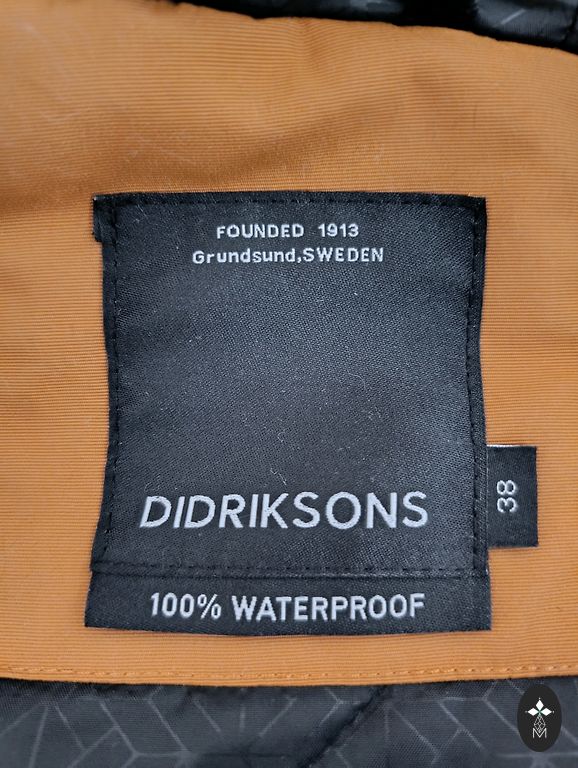 FOUNDED 1913
Grundsund,SWEDEN
DIDRIKSONS
38
100% WATERPROOF
M